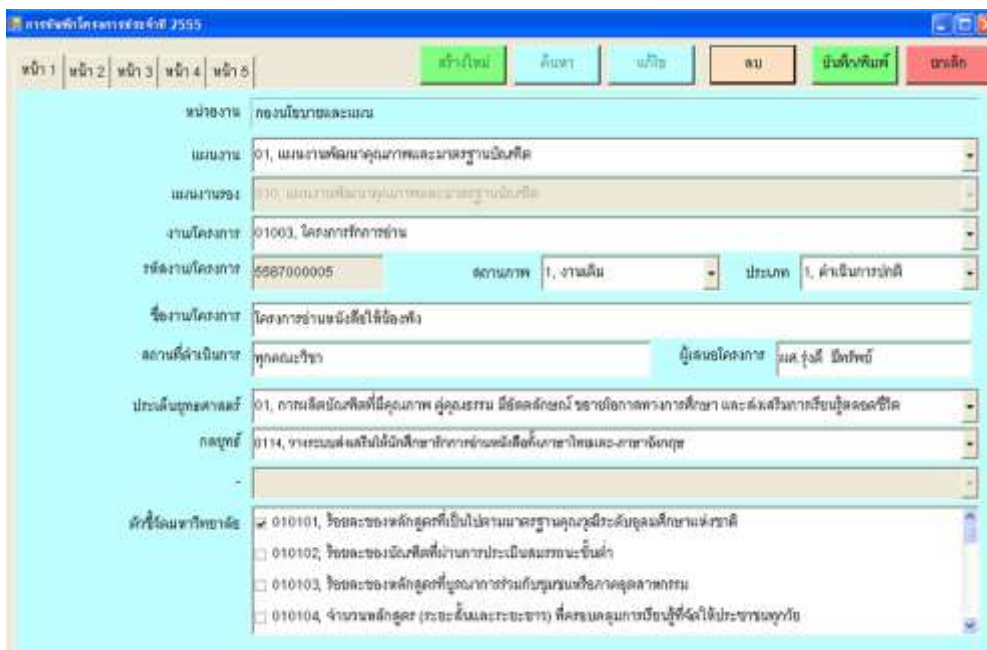 การบันทึกโครงการประจำปี 2555
หน้า 1 หน้า 2 หน้า 3 หน้า 4 หน้า 5 สร้างใหม่ ค้นหา แก้ไข ลบ บันทึก/พิมพ์ ยกเลิก
หน่วยงาน กองนโยบายและแผน
แผนงาน 01, แผนงานพัฒนาคุณภาพและมาตรฐานบัณฑิต
แผนงานรอง 010, แผนงานพัฒนาคุณภาพและมาตรฐานบัณฑิต
งาน/โครงการ 01003, โครงการรักการอ่าน
รหัสงาน/โครงการ 5587000005 สถานภาพ 1, งานเดิม ประเภท 1, ดำเนินการปกติ
ชื่องาน/โครงการ โครงการอ่านหนังสือให้น้องฟัง
สถานที่ดำเนินการ ทุกคณะวิชา ผู้เสนอโครงการ ผศ.รุ่งดี มีทรัพย์
ประเด็นยุทธศาสตร์ 01, การผลิตบัณฑิตที่มีคุณภาพ คู่คุณธรรม มีอัตลักษณ์ ขยายโอกาสทางการศึกษา และส่งเสริมการเรียนรู้ตลอดชีวิต
กลยุทธ์ 0114, วางระบบส่งเสริมให้นักศึกษารักการอ่านหนังสือทั้งภาษาไทยและภาษาอังกฤษ
-
ตัวชี้วัดมหาวิทยาลัย 010101, ร้อยละของหลักสูตรที่เป็นไปตามมาตรฐานคุณวุฒิระดับอุดมศึกษาแห่งชาติ
010102, ร้อยละของบัณฑิตที่ผ่านการประเมินสมรรถนะขั้นต่ำ
010103, ร้อยละของหลักสูตรที่บูรณาการร่วมกับชุมชนหรือภาคอุตสาหกรรม
010104, จำนวนหลักสูตร (ระยะสั้นและระยะยาว) ที่ครอบคลุมการเรียนรู้ที่จัดให้ประชาชนทุกวัย